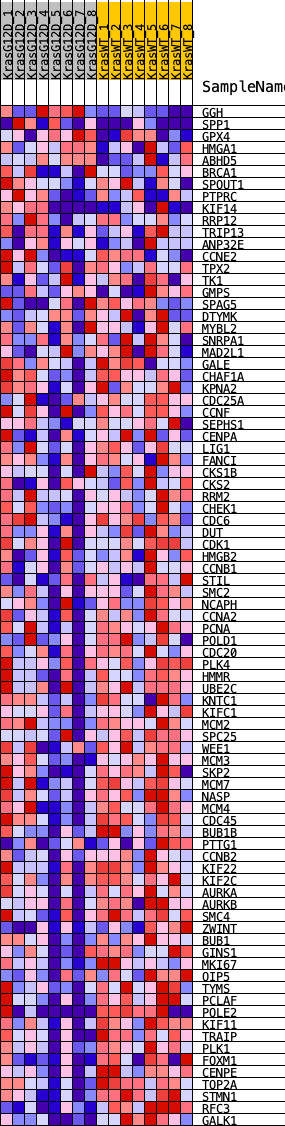 KrasG12D_1
KrasG12D_2
KrasG12D_3
KrasG12D_4
KrasG12D_5
KrasG12D_6
KrasG12D_7
KrasG12D_8
KrasWT_1
KrasWT_2
KrasWT_3
KrasWT_4
KrasWT_5
KrasWT_6
KrasWT_7
KrasWT_8
SampleName
GGH
SPP1
GPX4
HMGA1
ABHD5
BRCA1
SPOUT1
PTPRC
KIF14
RRP12
TRIP13
ANP32E
CCNE2
TPX2
TK1
GMPS
SPAG5
DTYMK
MYBL2
SNRPA1
MAD2L1
GALE
CHAF1A
KPNA2
CDC25A
CCNF
SEPHS1
CENPA
LIG1
FANCI
CKS1B
CKS2
RRM2
CHEK1
CDC6
DUT
CDK1
HMGB2
CCNB1
STIL
SMC2
NCAPH
CCNA2
PCNA
POLD1
CDC20
PLK4
HMMR
UBE2C
KNTC1
KIFC1
MCM2
SPC25
WEE1
MCM3
SKP2
MCM7
NASP
MCM4
CDC45
BUB1B
PTTG1
CCNB2
KIF22
KIF2C
AURKA
AURKB
SMC4
ZWINT
BUB1
GINS1
MKI67
OIP5
TYMS
PCLAF
POLE2
KIF11
TRAIP
PLK1
FOXM1
CENPE
TOP2A
STMN1
RFC3
GALK1